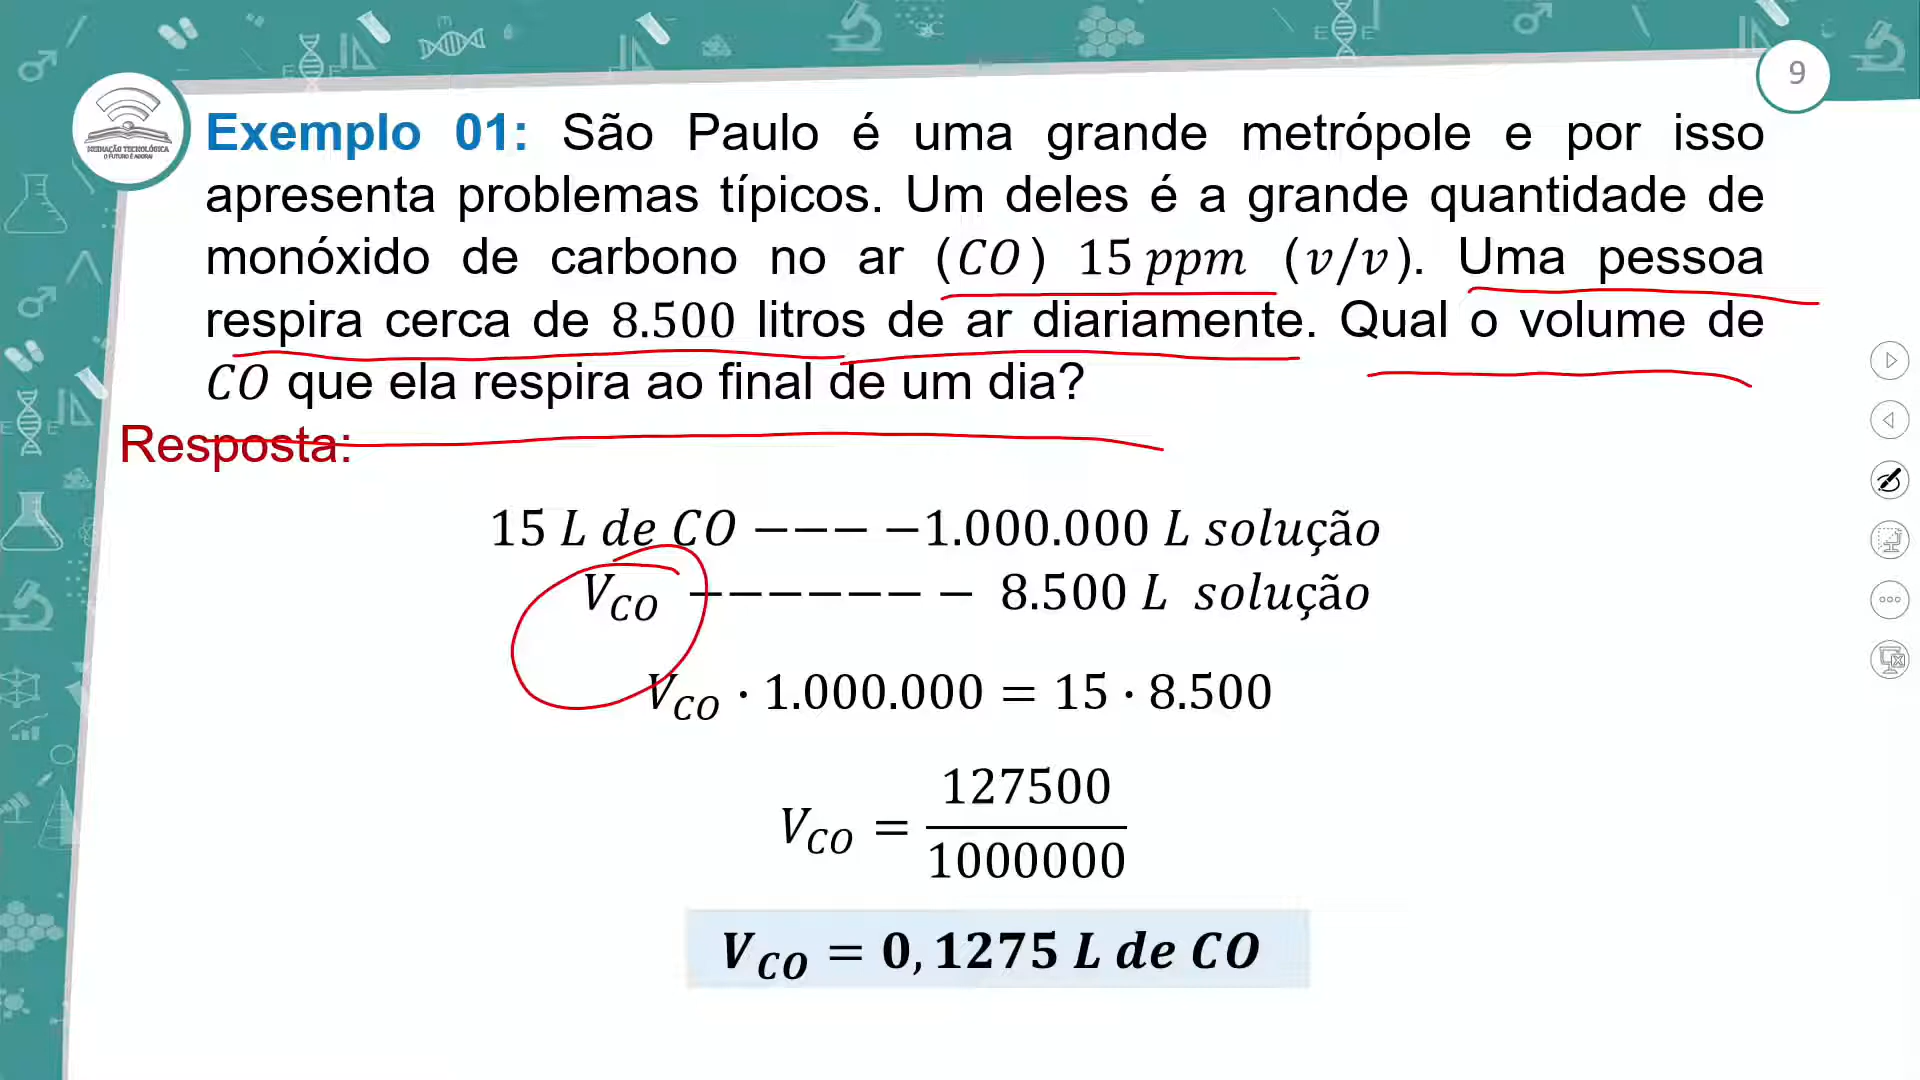 9
MEDIAÇÃO TECNOLÓGICA
O FUTURO É AGORA!
Exemplo 01: São Paulo é uma grande metrópole e por isso
apresenta problemas típicos. Um deles é a grande quantidade de
monóxido de carbono no ar (CO) 15 ppm (v/v). Uma pessoa
respira cerca de 8.500 litros de ar diariamente. Qual o volume de
CO que ela respira ao final de um dia?
Resposta:
15 L de CO −−− −1.000.000 L solução
V_CO −−−−−− − 8.500 L solução
V_CO · 1.000.000 = 15 · 8.500
V_CO = 127500/1000000
V_CO = 0,1275 L de CO